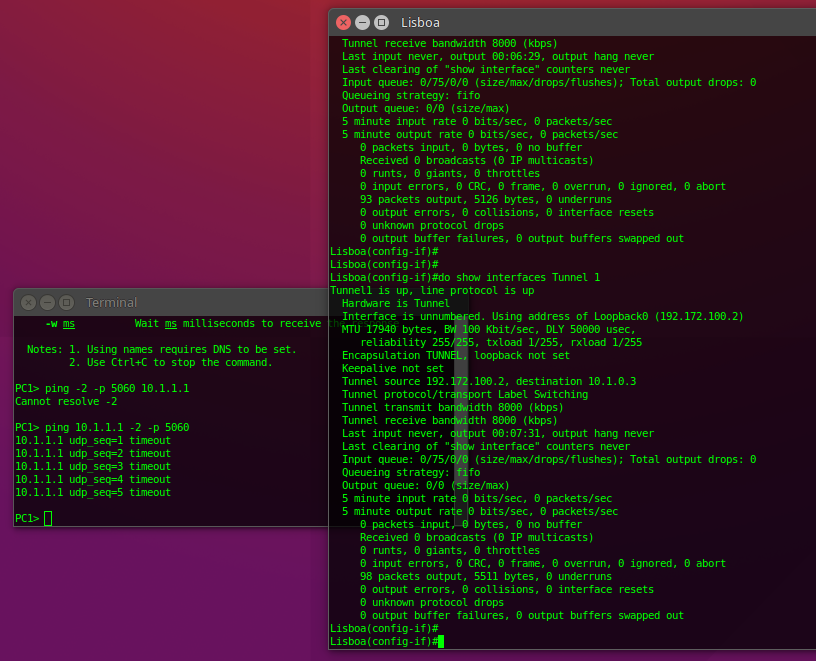 Lisboa
  Tunnel receive bandwidth 8000 (kbps)
  Last input never, output 00:06:29, output hang never
  Last clearing of "show interface" counters never
  Input queue: 0/75/0/0 (size/max/drops/flushes); Total output drops: 0
  Queueing strategy: fifo
  Output queue: 0/0 (size/max)
  5 minute input rate 0 bits/sec, 0 packets/sec
  5 minute output rate 0 bits/sec, 0 packets/sec
     0 packets input, 0 bytes, 0 no buffer
     Received 0 broadcasts (0 IP multicasts)
     0 runts, 0 giants, 0 throttles
     0 input errors, 0 CRC, 0 frame, 0 overrun, 0 ignored, 0 abort
     93 packets output, 5126 bytes, 0 underruns
     0 output errors, 0 collisions, 0 interface resets
     0 unknown protocol drops
     0 output buffer failures, 0 output buffers swapped out
Lisboa(config-if)#
Lisboa(config-if)#
Lisboa(config-if)#do show interfaces Tunnel 1
Tunnel1 is up, line protocol is up
  Hardware is Tunnel
  Interface is unnumbered. Using address of Loopback0 (192.172.100.2)
  MTU 17940 bytes, BW 100 Kbit/sec, DLY 50000 usec,
     reliability 255/255, txload 1/255, rxload 1/255
  Encapsulation TUNNEL, loopback not set
  Keepalive not set
  Tunnel source 192.172.100.2, destination 10.1.0.3
  Tunnel protocol/transport Label Switching
  Tunnel transmit bandwidth 8000 (kbps)
  Tunnel receive bandwidth 8000 (kbps)
  Last input never, output 00:07:31, output hang never
  Last clearing of "show interface" counters never
  Input queue: 0/75/0/0 (size/max/drops/flushes); Total output drops: 0
  Queueing strategy: fifo
  Output queue: 0/0 (size/max)
  5 minute input rate 0 bits/sec, 0 packets/sec
  5 minute output rate 0 bits/sec, 0 packets/sec
     0 packets input, 0 bytes, 0 no buffer
     Received 0 broadcasts (0 IP multicasts)
     0 runts, 0 giants, 0 throttles
     0 input errors, 0 CRC, 0 frame, 0 overrun, 0 ignored, 0 abort
     98 packets output, 5511 bytes, 0 underruns
     0 output errors, 0 collisions, 0 interface resets
     0 unknown protocol drops
     0 output buffer failures, 0 output buffers swapped out
Lisboa(config-if)#
Lisboa(config-if)#
Terminal
     -w ms          Wait ms milliseconds to receive
  Notes: 1. Using names requires DNS to be set.
         2. Use Ctrl+C to stop the command.
PC1> ping -2 -p 5060 10.1.1.1
Cannot resolve -2
PC1> ping 10.1.1.1 -2 -p 5060
10.1.1.1 udp_seq=1 timeout
10.1.1.1 udp_seq=2 timeout
10.1.1.1 udp_seq=3 timeout
10.1.1.1 udp_seq=4 timeout
10.1.1.1 udp_seq=5 timeout
PC1>